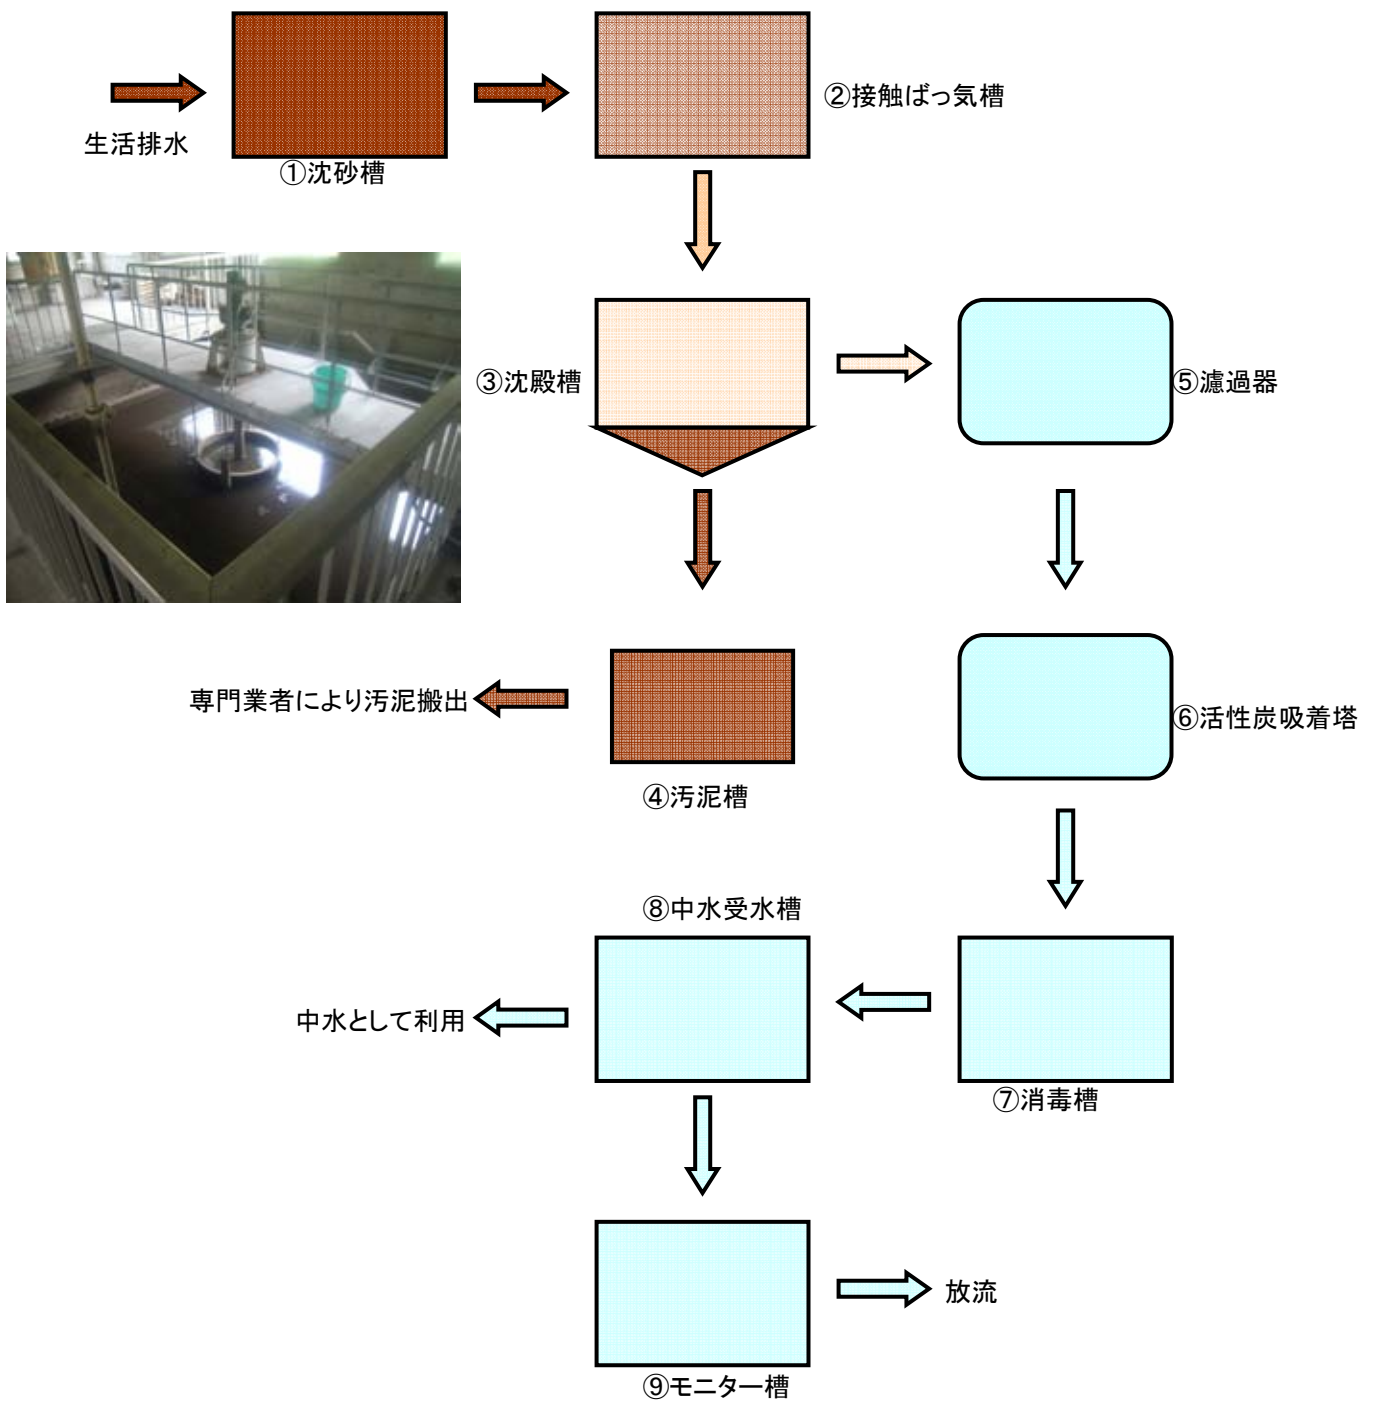 生活排水
①沈砂槽
②接触ばっ気槽
③沈殿槽
⑤濾過器
専門業者により汚泥搬出
④汚泥槽
⑥活性炭吸着塔
⑧中水受水槽
中水として利用
⑦消毒槽
放流
⑨モニター槽